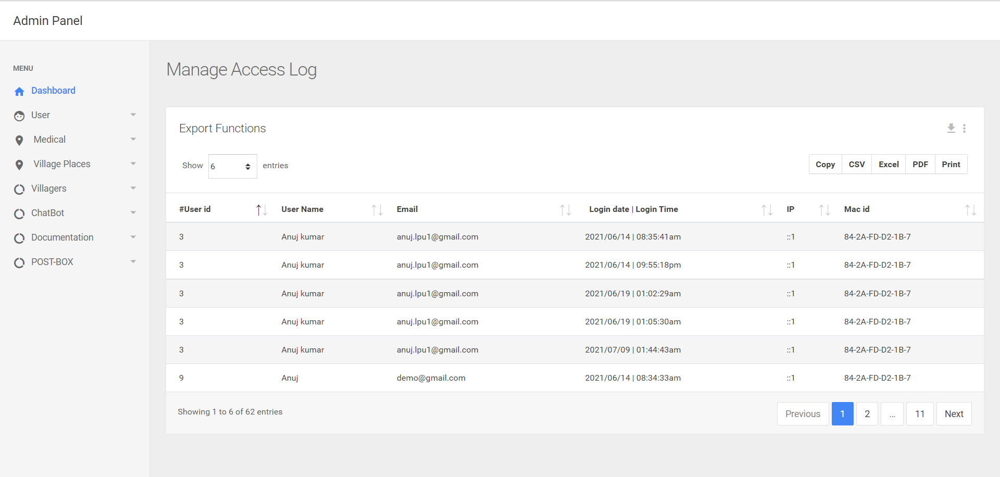 Admin Panel
MENU
Dashboard
User
Medical
Village Places
Villagers
ChatBot
Documentation
POST-BOX
Manage Access Log
Export Functions
Show 6 entries
Copy CSV Excel PDF Print
#User id User Name Email Login date | Login Time IP Mac id
3 Anuj kumar anuj.lpu1@gmail.com 2021/06/14 | 08:35:41am ::1 84-2A-FD-D2-1B-7
3 Anuj kumar anuj.lpu1@gmail.com 2021/06/14 | 09:55:18pm ::1 84-2A-FD-D2-1B-7
3 Anuj kumar anuj.lpu1@gmail.com 2021/06/19 | 01:02:29am ::1 84-2A-FD-D2-1B-7
3 Anuj kumar anuj.lpu1@gmail.com 2021/06/19 | 01:05:30am ::1 84-2A-FD-D2-1B-7
3 Anuj kumar anuj.lpu1@gmail.com 2021/07/09 | 01:44:43am ::1 84-2A-FD-D2-1B-7
9 Anuj demo@gmail.com 2021/06/14 | 08:34:33am ::1 84-2A-FD-D2-1B-7
Showing 1 to 6 of 62 entries
Previous 1 2 … 11 Next